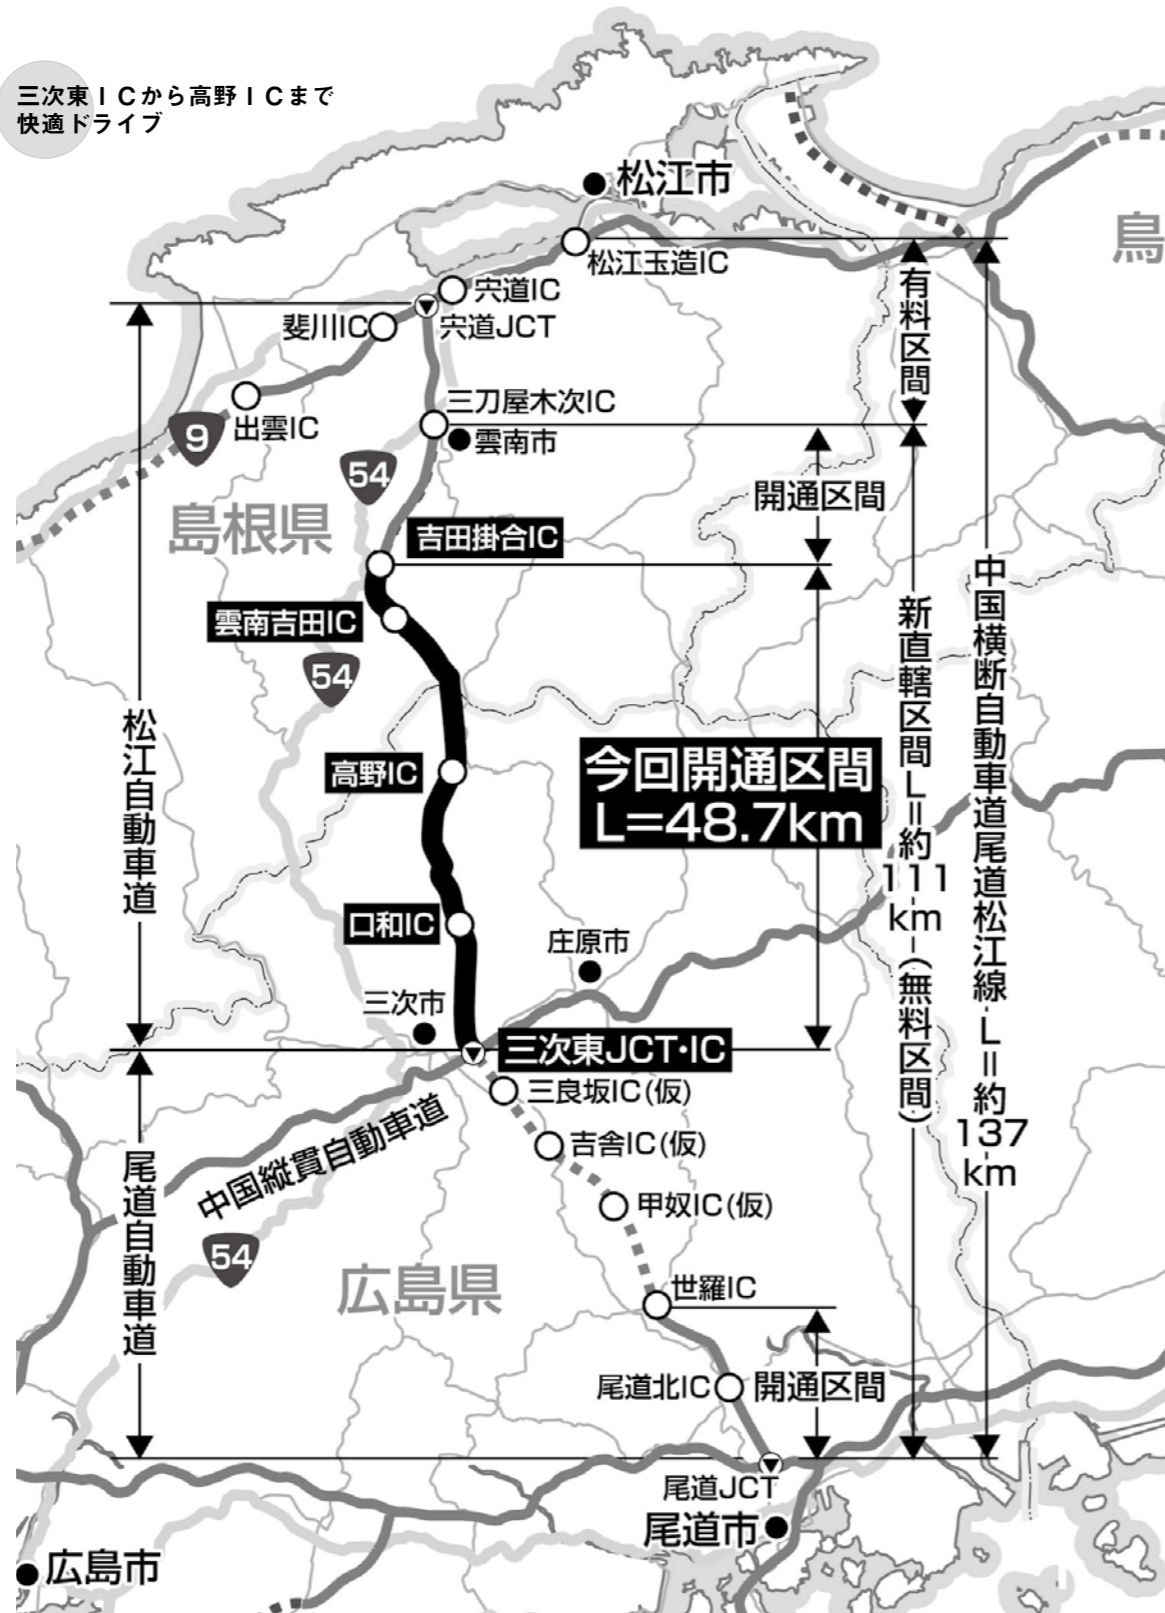 三次東ＩＣから高野ＩＣまで
快適ドライブ
松江市
鳥
松江玉造IC
宍道IC
宍道JCT
斐川IC
有料区間
三刀屋木次IC
出雲IC
9
雲南市
54
開通区間
島根県
吉田掛合IC
雲南吉田IC
54
中国横断自動車道尾道松江線 L=約137km
新直轄区間L=約111km(無料区間)
松江自動車道
高野IC
今回開通区間
L=48.7km
口和IC
庄原市
三次市
三次東JCT・IC
三良坂IC(仮)
中国縦貫自動車道
吉舎IC(仮)
尾道自動車道
甲奴IC(仮)
54
広島県
世羅IC
尾道北IC
開通区間
尾道JCT
尾道市
広島市